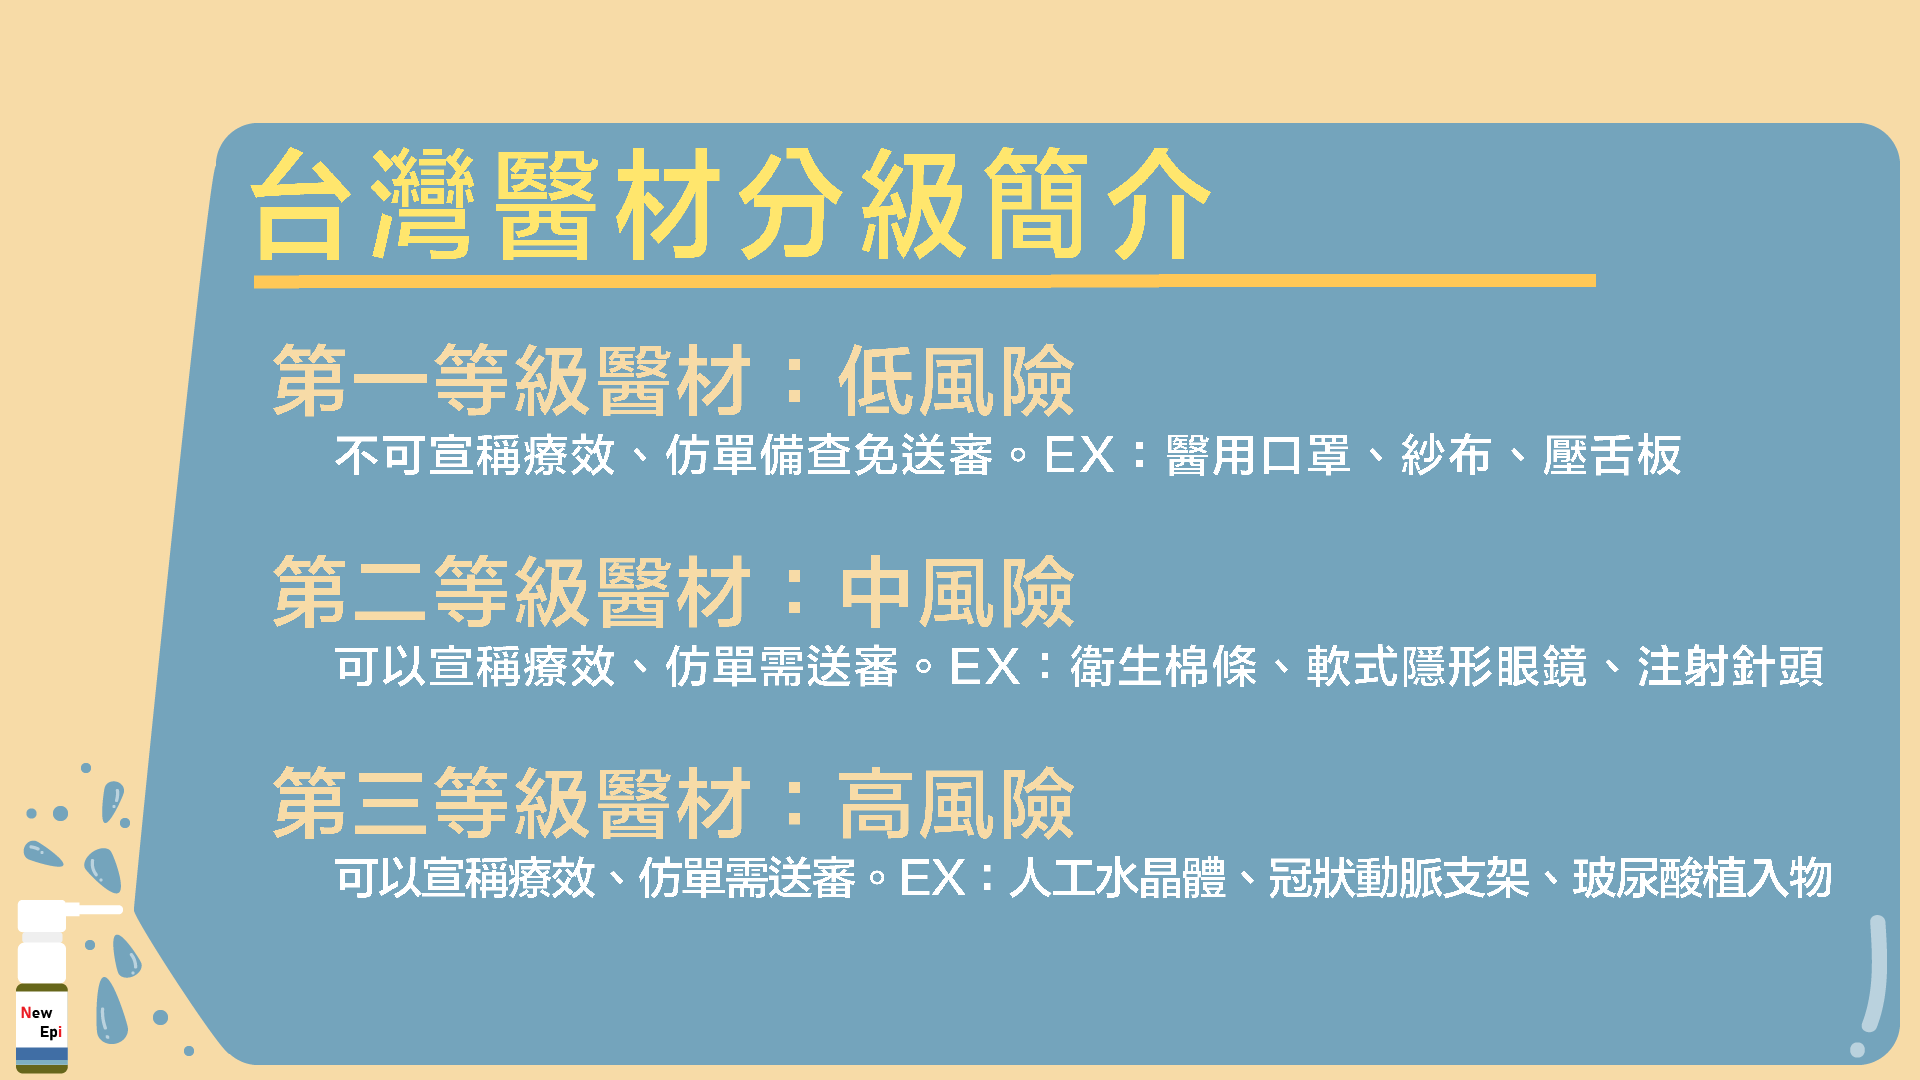 台灣醫材分級簡介
第一等級醫材：低風險
不可宣稱療效、仿單備查免送審。EX：醫用口罩、紗布、壓舌板
第二等級醫材：中風險
可以宣稱療效、仿單需送審。EX：衛生棉條、軟式隱形眼鏡、注射針頭
第三等級醫材：高風險
可以宣稱療效、仿單需送審。EX：人工水晶體、冠狀動脈支架、玻尿酸植入物
New
Epi